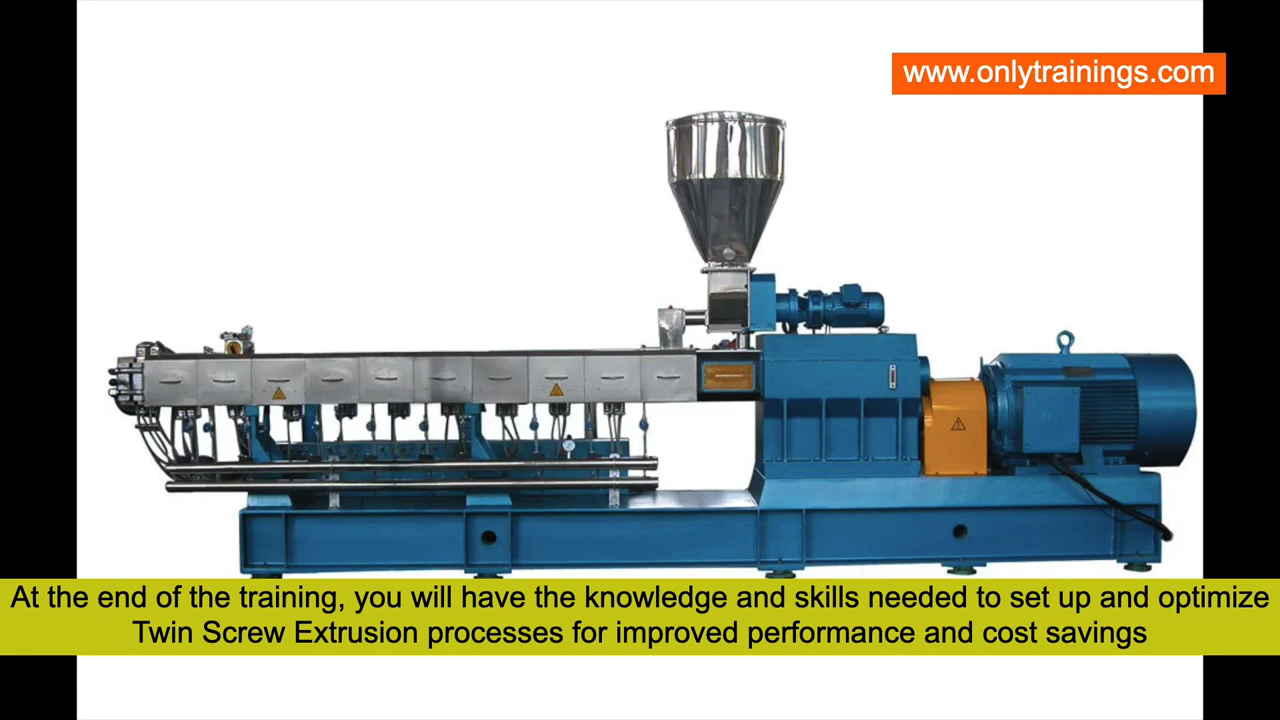 www.onlytrainings.com
At the end of the training, you will have the knowledge and skills needed to set up and optimize
Twin Screw Extrusion processes for improved performance and cost savings